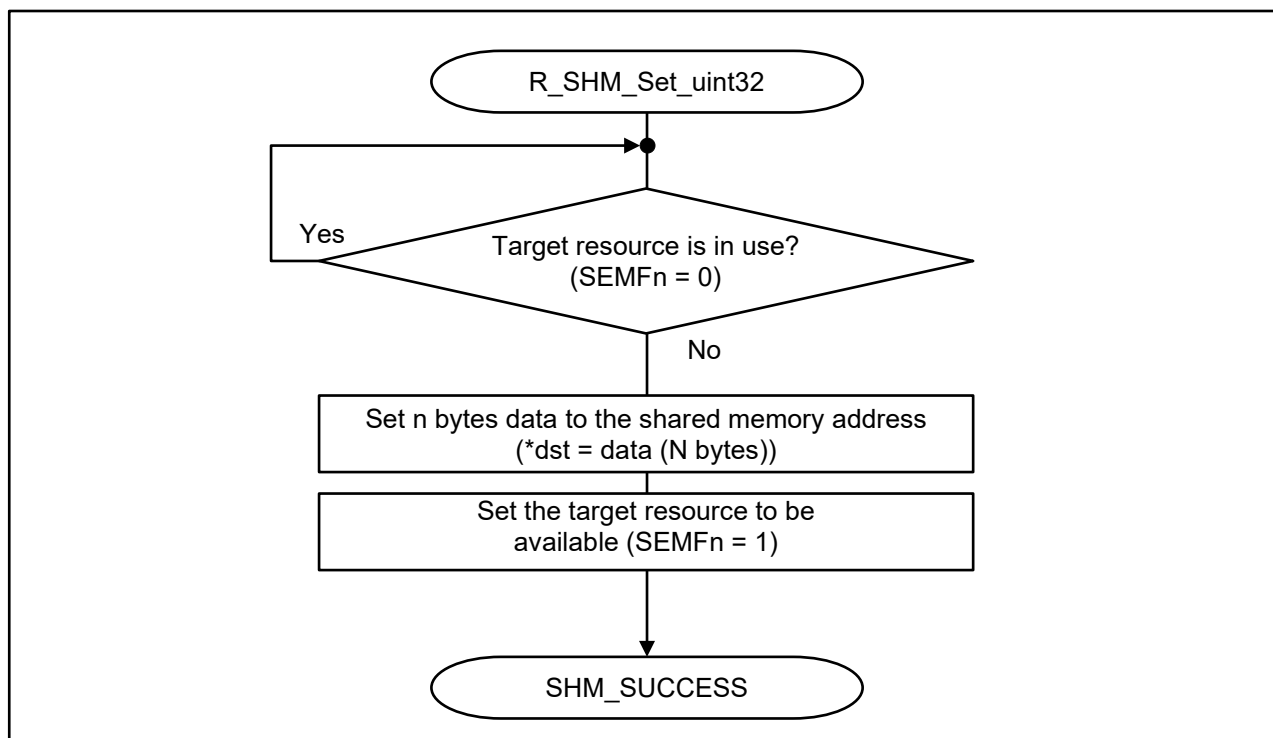 R_SHM_Set_uint32
Yes
Target resource is in use?
(SEMFn = 0)
No
Set n bytes data to the shared memory address
(*dst = data (N bytes))
Set the target resource to be
available (SEMFn = 1)
SHM_SUCCESS